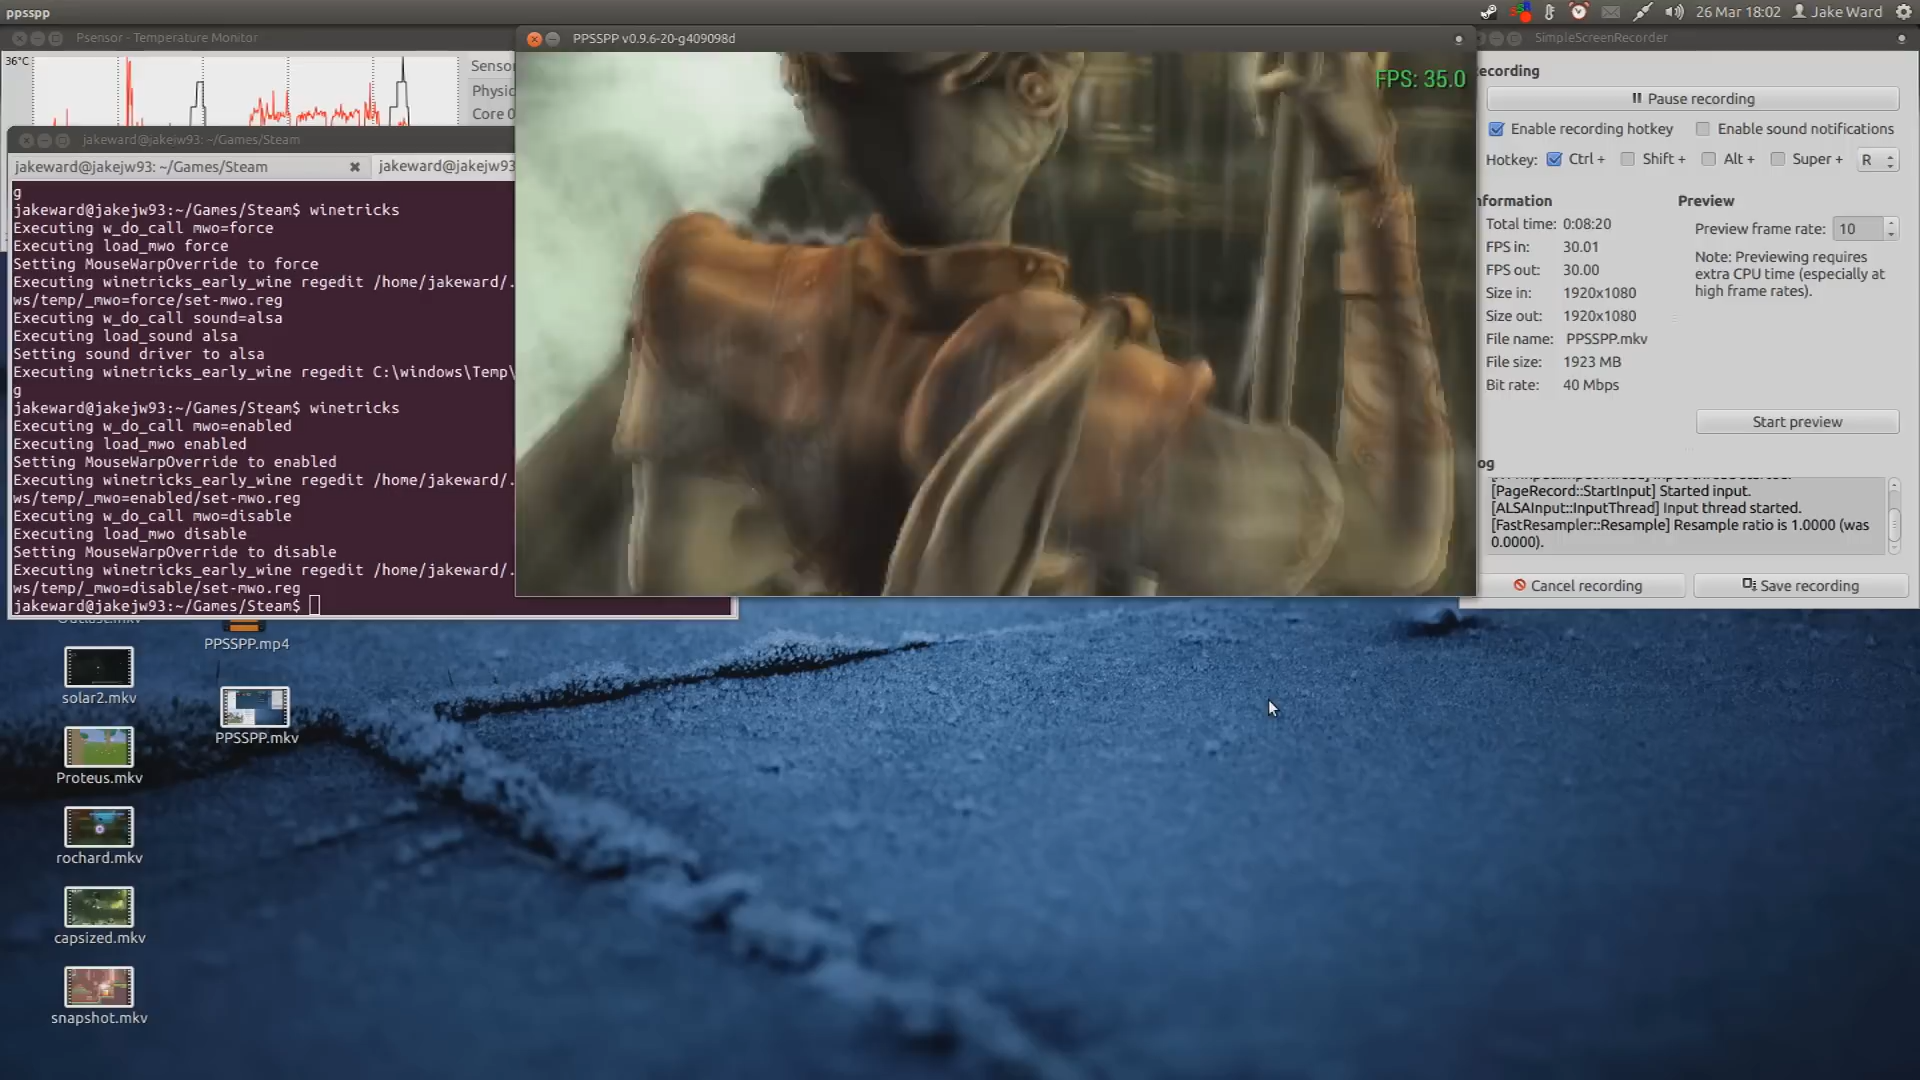 ppsspp
26 Mar 18:02 Jake Ward
Psensor - Temperature Monitor
36°C
Sensor
Physic
Core 0
jakeward@jakejw93: ~/Games/Steam
jakeward@jakejw93: ~/Games/Steam
jakeward@jakejw93
g
jakeward@jakejw93:~/Games/Steam$ winetricks
Executing w_do_call mwo=force
Executing load_mwo force
Setting MouseWarpOverride to force
Executing winetricks_early_wine regedit /home/jakeward/.
ws/temp/_mwo=force/set-mwo.reg
Executing w_do_call sound=alsa
Executing load_sound alsa
Setting sound driver to alsa
Executing winetricks_early_wine regedit C:\windows\Temp\
g
jakeward@jakejw93:~/Games/Steam$ winetricks
Executing w_do_call mwo=enabled
Executing load_mwo enabled
Setting MouseWarpOverride to enabled
Executing winetricks_early_wine regedit /home/jakeward/.
ws/temp/_mwo=enabled/set-mwo.reg
Executing w_do_call mwo=disable
Executing load_mwo disable
Setting MouseWarpOverride to disable
Executing winetricks_early_wine regedit /home/jakeward/.
ws/temp/_mwo=disable/set-mwo.reg
jakeward@jakejw93:~/Games/Steam$
PPSSPP v0.9.6-20-g409098d
FPS: 35.0
SimpleScreenRecorder
ecording
Pause recording
Enable recording hotkey Enable sound notifications
Hotkey: Ctrl + Shift + Alt + Super + R
nformation
Total time: 0:08:20
FPS in: 30.01
FPS out: 30.00
Size in: 1920x1080
Size out: 1920x1080
File name: PPSSPP.mkv
File size: 1923 MB
Bit rate: 40 Mbps
Preview
Preview frame rate: 10
Note: Previewing requires
extra CPU time (especially at
high frame rates).
Start preview
og
[PageRecord::StartInput] Started input.
[ALSAInput::InputThread] Input thread started.
[FastResampler::Resample] Resample ratio is 1.0000 (was
0.0000).
Cancel recording
Save recording
PPSSPP.mp4
solar2.mkv
PPSSPP.mkv
Proteus.mkv
rochard.mkv
capsized.mkv
snapshot.mkv